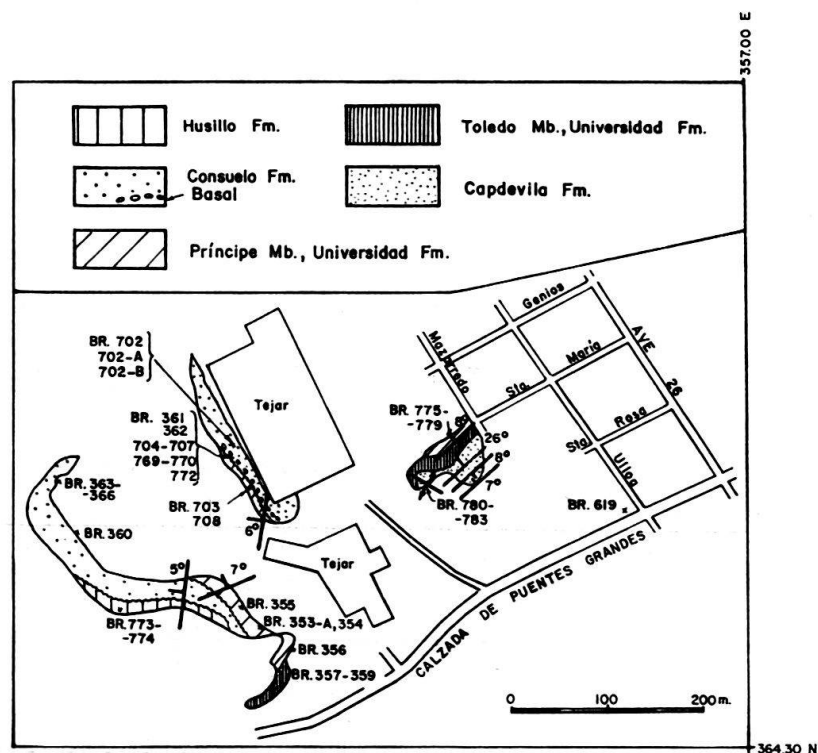 357.00 E
Husillo Fm.
Toledo Mb., Universidad Fm.
Consuelo Fm.
Basal
Capdevila Fm.
Príncipe Mb., Universidad Fm.
Genios
Mazarredo
Sta. María
AVE 26
BR. 702
702-A
702-B
Tejar
BR. 775-
-779
Sta. Rosa
8°
26°
8°
7°
BR. 361
362
704-707
769-770
772
Ulloa
BR. 363-
-366
BR. 703
708
BR. 780-
-783
BR. 619
6°
BR. 360
Tejar
5°
7°
CALZADA DE PUENTES GRANDES
BR. 355
BR. 773-
-774
BR. 353-A, 354
BR. 356
BR. 357-359
0 100 200 m.
364.30 N